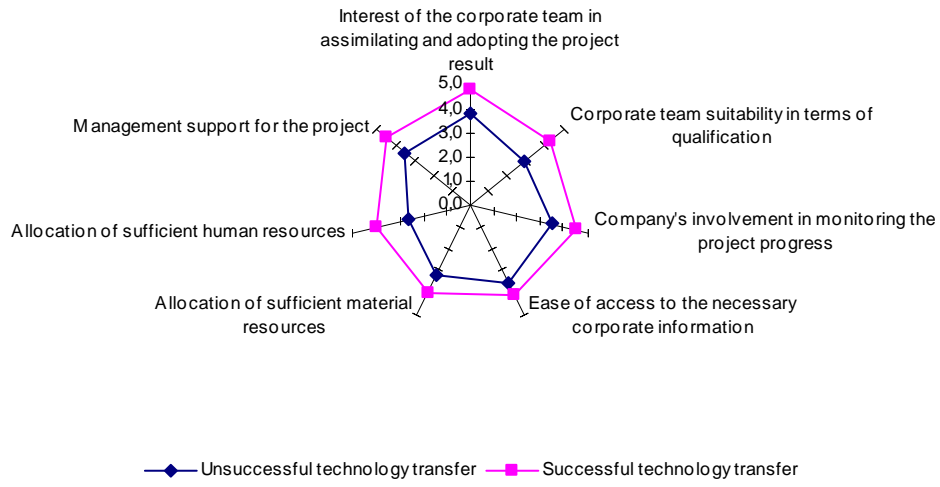 Interest of the corporate team in
assimilating and adopting the project
result
5,0
4,0
3,0
2,0
1,0
0,0
Corporate team suitability in terms of
qualification
Company's involvement in monitoring the
project progress
Ease of access to the necessary
corporate information
Allocation of sufficient material
resources
Allocation of sufficient human resources
Management support for the project
Unsuccessful technology transfer
Successful technology transfer